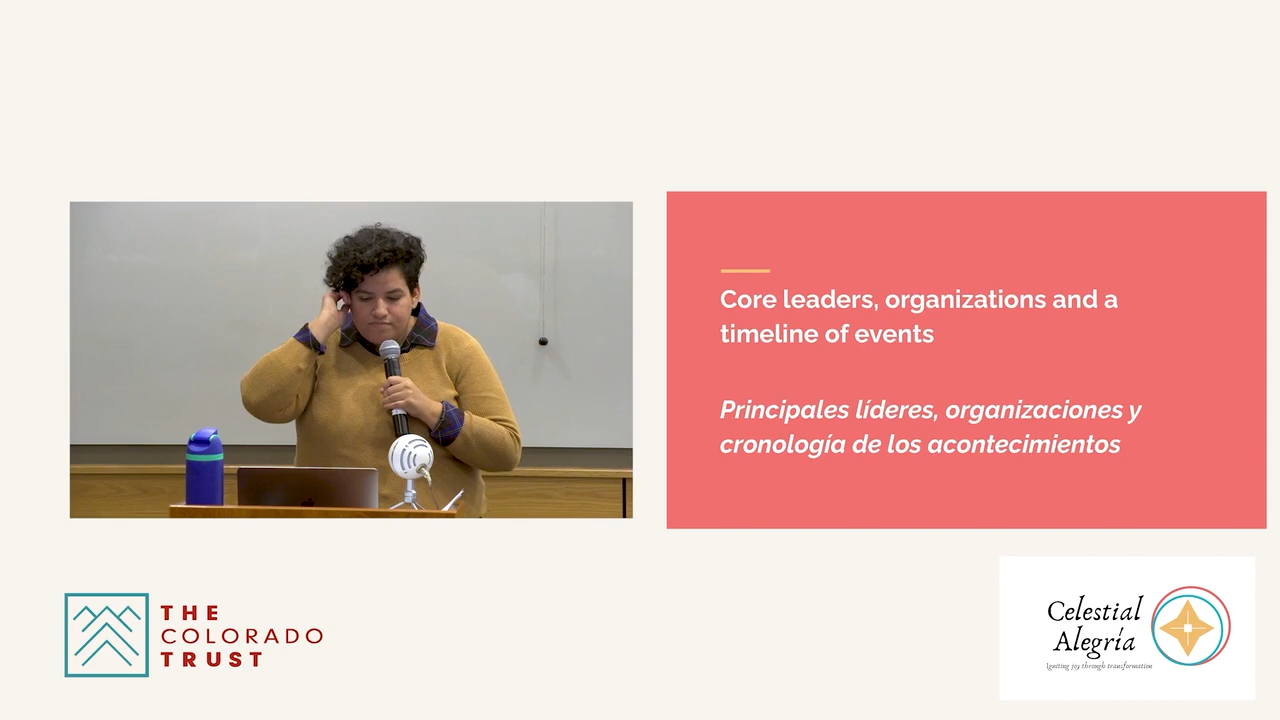 Core leaders, organizations and a
timeline of events
Principales líderes, organizaciones y
cronología de los acontecimientos
THE
COLORADO
TRUST
Celestial
Alegría
Igniting joy through transformation